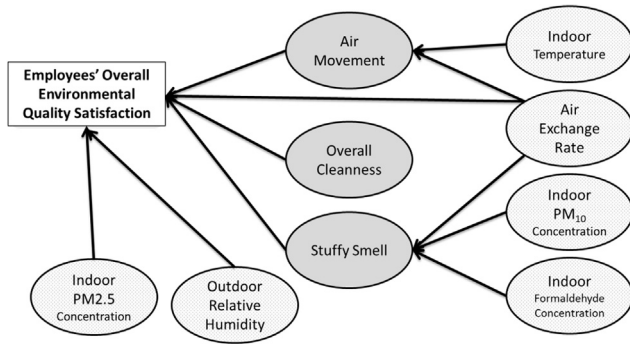 Employees' Overall
Environmental
Quality Satisfaction
Air
Movement
Overall
Cleanness
Stuffy Smell
Indoor
Temperature
Air
Exchange
Rate
Indoor
PM₁₀
Concentration
Indoor
Formaldehyde
Concentration
Indoor
PM2.5
Concentration
Outdoor
Relative
Humidity